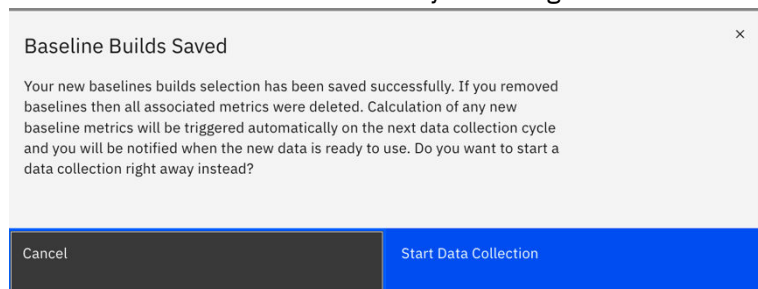 Baseline Builds Saved
×
Your new baselines builds selection has been saved successfully. If you removed
baselines then all associated metrics were deleted. Calculation of any new
baseline metrics will be triggered automatically on the next data collection cycle
and you will be notified when the new data is ready to use. Do you want to start a
data collection right away instead?
Cancel
Start Data Collection